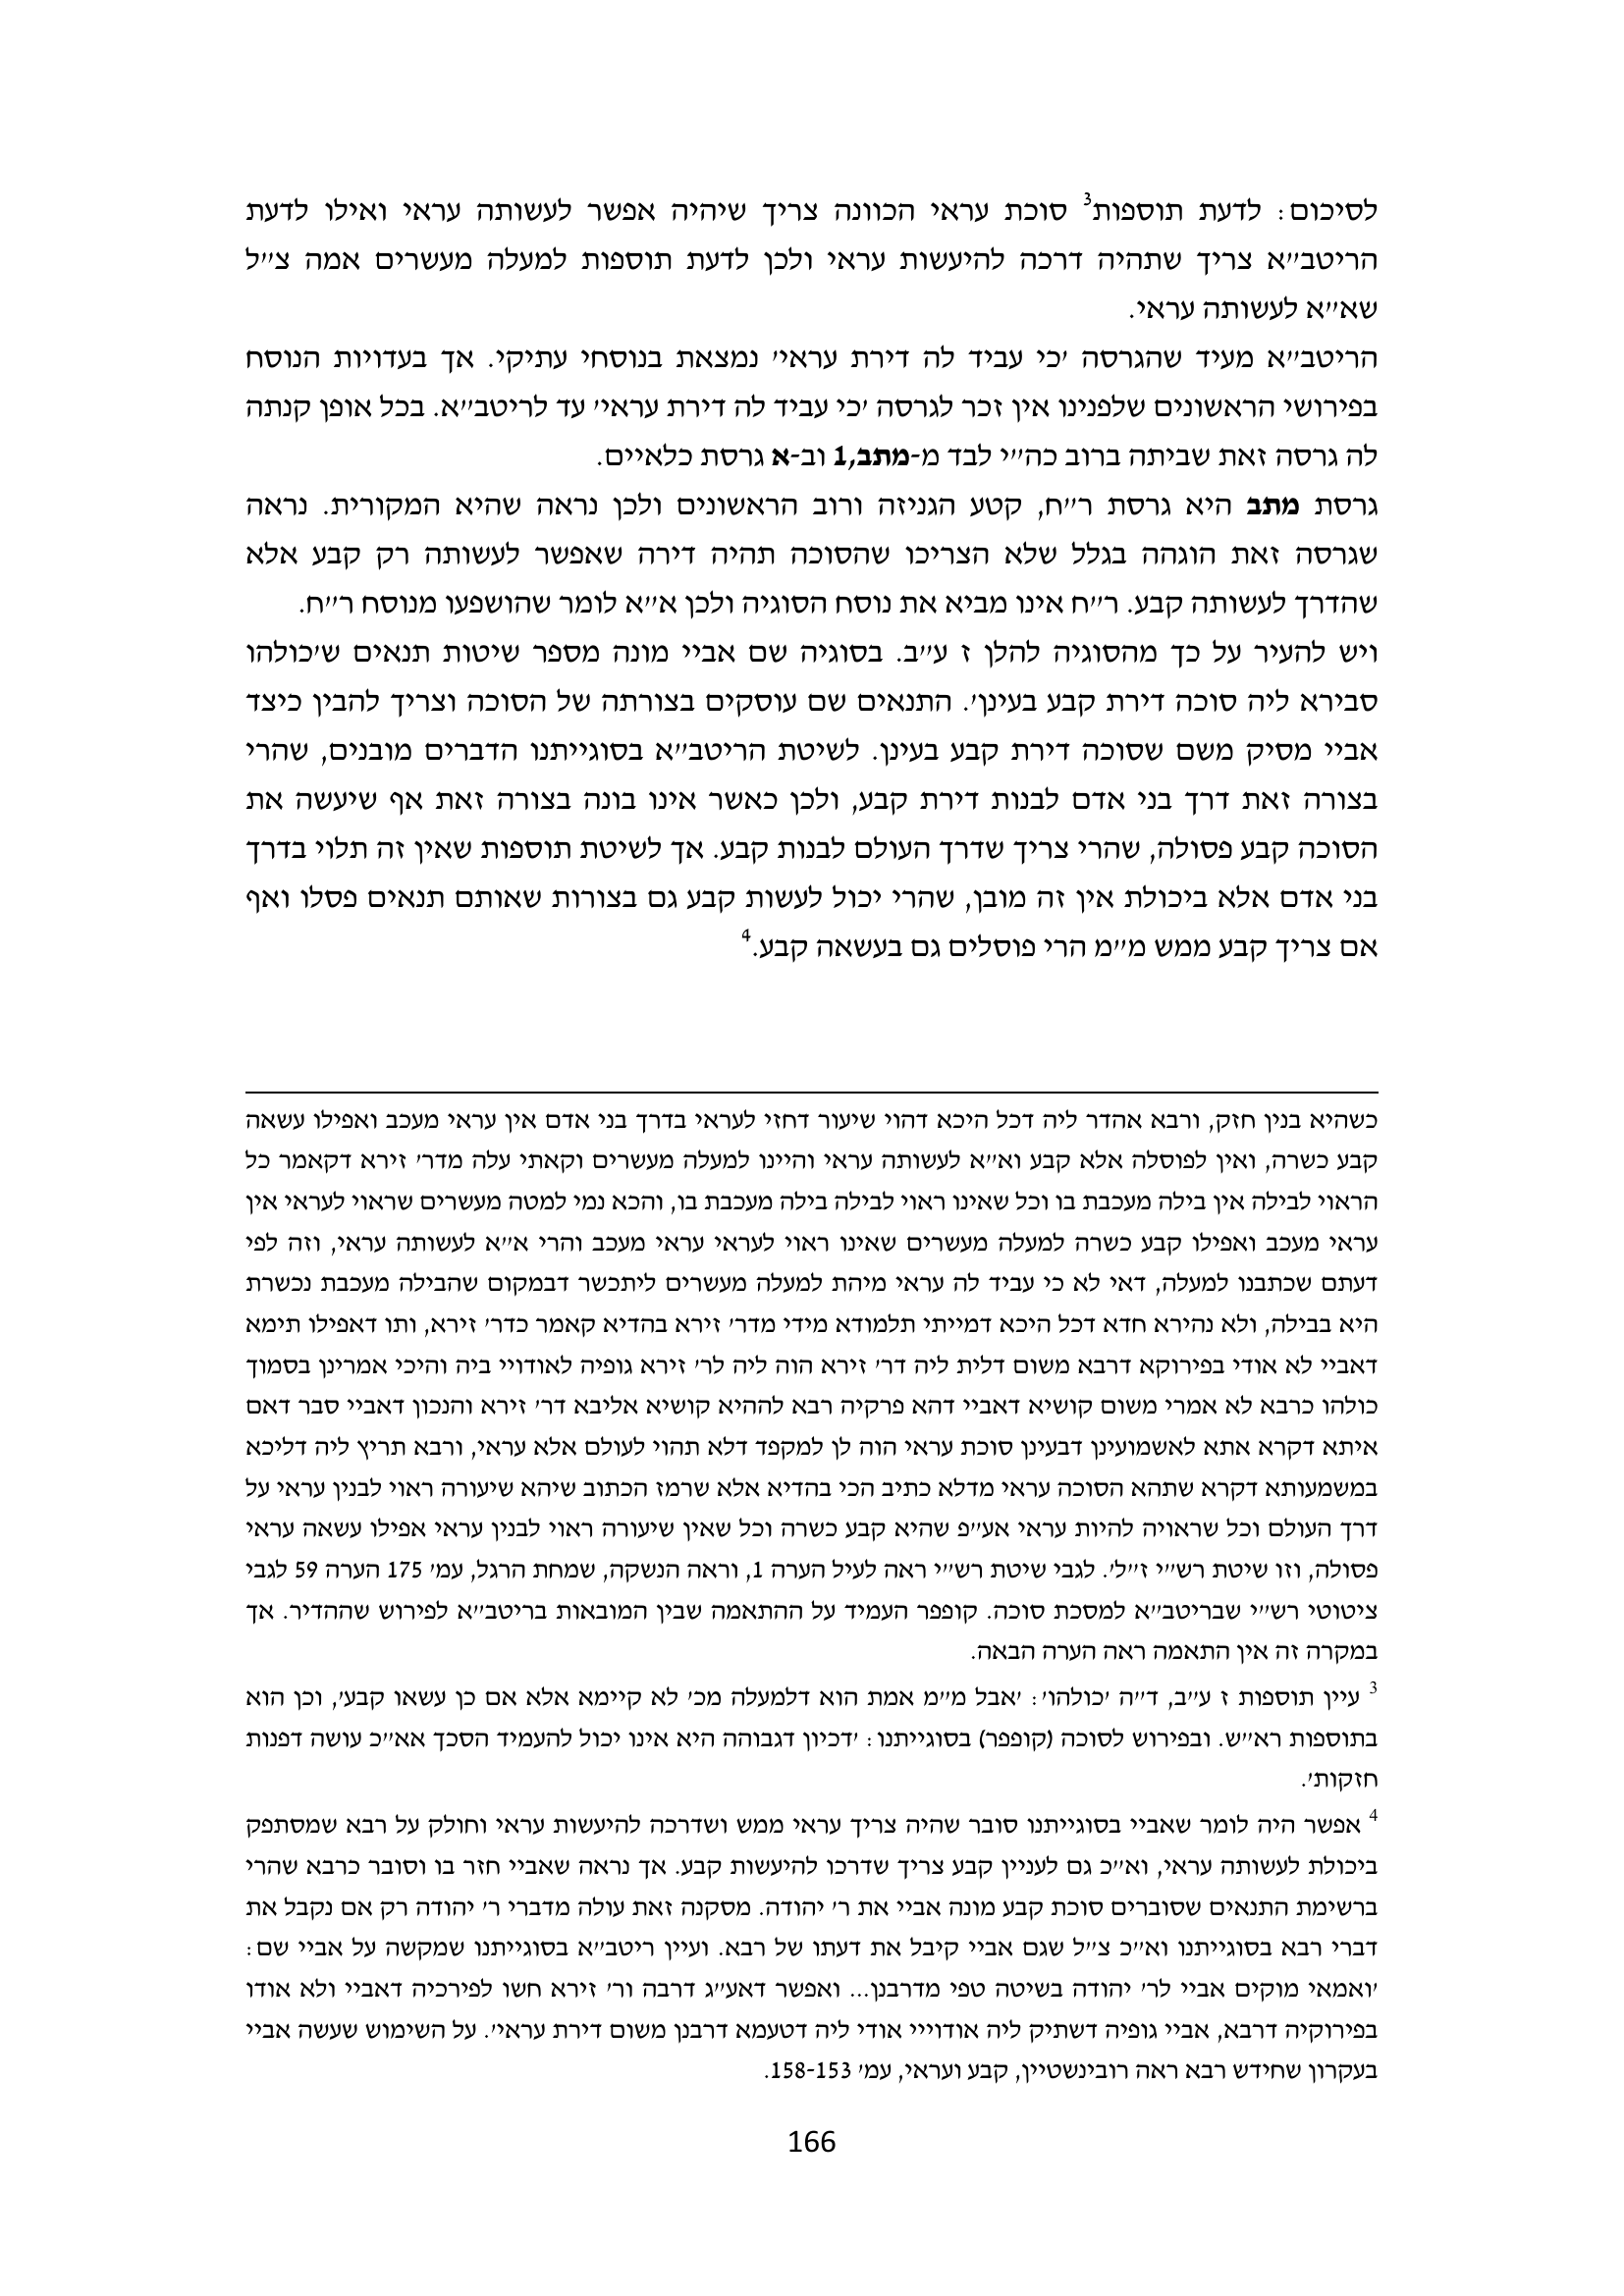 לסיכום: לדעת תוספות3 סוכת עראי הכוונה צריך שיהיה אפשר לעשותה עראי ואילו לדעת
הריטב״א צריך שתהיה דרכה להיעשות עראי ולכן לדעת תוספות למעלה מעשרים אמה צ״ל
שא״א לעשותה עראי.
הריטב״א מעיד שהגרסה ׳כי עביד לה דירת עראי׳ נמצאת בנוסחי עתיקי. אך בעדויות הנוסח
בפירושי הראשונים שלפנינו אין זכר לגרסה ׳כי עביד לה דירת עראי׳ עד לריטב״א. בכל אופן קנתה
לה גרסה זאת שביתה ברוב כה״י לבד מ-מתב,1 וב-א גרסת כלאיים.
גרסת מתב היא גרסת ר״ח, קטע הגניזה ורוב הראשונים ולכן נראה שהיא המקורית. נראה
שגרסה זאת הוגהה בגלל שלא הצריכו שהסוכה תהיה דירה שאפשר לעשותה רק קבע אלא
שהדרך לעשותה קבע. ר״ח אינו מביא את נוסח הסוגיה ולכן א״א לומר שהושפעו מנוסח ר״ח.
ויש להעיר על כך מהסוגיה להלן ז ע״ב. בסוגיה שם אביי מונה מספר שיטות תנאים ש׳כולהו
סבירא ליה סוכה דירת קבע בעינן׳. התנאים שם עוסקים בצורתה של הסוכה וצריך להבין כיצד
אביי מסיק משם שסוכה דירת קבע בעינן. לשיטת הריטב״א בסוגייתנו הדברים מובנים, שהרי
בצורה זאת דרך בני אדם לבנות דירת קבע, ולכן כאשר אינו בונה בצורה זאת אף שיעשה את
הסוכה קבע פסולה, שהרי צריך שדרך העולם לבנות קבע. אך לשיטת תוספות שאין זה תלוי בדרך
בני אדם אלא ביכולת אין זה מובן, שהרי יכול לעשות קבע גם בצורות שאותם תנאים פסלו ואף
אם צריך קבע ממש מ״מ הרי פוסלים גם בעשאה קבע.4
כשהיא בנין חזק, ורבא אהדר ליה דכל היכא דהוי שיעור דחזי לעראי בדרך בני אדם אין עראי מעכב ואפילו עשאה
קבע כשרה, ואין לפוסלה אלא קבע וא״א לעשותה עראי והיינו למעלה מעשרים וקאתי עלה מדר׳ זירא דקאמר כל
הראוי לבילה אין בילה מעכבת בו וכל שאינו ראוי לבילה בילה מעכבת בו, והכא נמי למטה מעשרים שראוי לעראי אין
עראי מעכב ואפילו קבע כשרה למעלה מעשרים שאינו ראוי לעראי עראי מעכב והרי א״א לעשותה עראי, וזה לפי
דעתם שכתבנו למעלה, דאי לא כי עביד לה עראי מיהת למעלה מעשרים ליתכשר דבמקום שהבילה מעכבת נכשרת
היא בבילה, ולא נהירא חדא דכל היכא דמייתי תלמודא מידי מדר׳ זירא בהדיא קאמר כדר׳ זירא, ותו דאפילו תימא
דאביי לא אודי בפירוקא דרבא משום דלית ליה דר׳ זירא הוה ליה לר׳ זירא גופיה לאודויי ביה והיכי אמרינן בסמוך
כולהו כרבא לא אמרי משום קושיא דאביי דהא פרקיה רבא לההיא קושיא אליבא דר׳ זירא והנכון דאביי סבר דאם
איתא דקרא אתא לאשמועינן דבעינן סוכת עראי הוה לן למקפד דלא תהוי לעולם אלא עראי, ורבא תריץ ליה דליכא
במשמעותא דקרא שתהא הסוכה עראי מדלא כתיב הכי בהדיא אלא שרמז הכתוב שיהא שיעורה ראוי לבנין עראי על
דרך העולם וכל שראויה להיות עראי אע״פ שהיא קבע כשרה וכל שאין שיעורה ראוי לבנין עראי אפילו עשאה עראי
פסולה, וזו שיטת רש״י ז״ל׳. לגבי שיטת רש״י ראה לעיל הערה 1, וראה הנשקה, שמחת הרגל, עמ׳ 175 הערה 59 לגבי
ציטוטי רש״י שבריטב״א למסכת סוכה. קופפר העמיד על ההתאמה שבין המובאות בריטב״א לפירוש שההדיר. אך
במקרה זה אין התאמה ראה הערה הבאה.
3 עיין תוספות ז ע״ב, ד״ה ׳כולהו׳: ׳אבל מ״מ אמת הוא דלמעלה מכ׳ לא קיימא אלא אם כן עשאו קבע׳, וכן הוא
בתוספות רא״ש. ובפירוש לסוכה (קופפר) בסוגייתנו: ׳דכיון דגבוהה היא אינו יכול להעמיד הסכך אא״כ עושה דפנות
חזקות׳.
4 אפשר היה לומר שאביי בסוגייתנו סובר שהיה צריך עראי ממש ושדרכה להיעשות עראי וחולק על רבא שמסתפק
ביכולת לעשותה עראי, וא״כ גם לעניין קבע צריך שדרכו להיעשות קבע. אך נראה שאביי חזר בו וסובר כרבא שהרי
ברשימת התנאים שסוברים סוכת קבע מונה אביי את ר׳ יהודה. מסקנה זאת עולה מדברי ר׳ יהודה רק אם נקבל את
דברי רבא בסוגייתנו וא״כ צ״ל שגם אביי קיבל את דעתו של רבא. ועיין ריטב״א בסוגייתנו שמקשה על אביי שם:
׳ואמאי מוקים אביי לר׳ יהודה בשיטה טפי מדרבנן... ואפשר דאע״ג דרבה ור׳ זירא חשו לפירכיה דאביי ולא אודו
בפירוקיה דרבא, אביי גופיה דשתיק ליה אודוייי אודי ליה דטעמא דרבנן משום דירת עראי׳. על השימוש שעשה אביי
בעקרון שחידש רבא ראה רובינשטיין, קבע ועראי, עמ׳ 158-153.
166